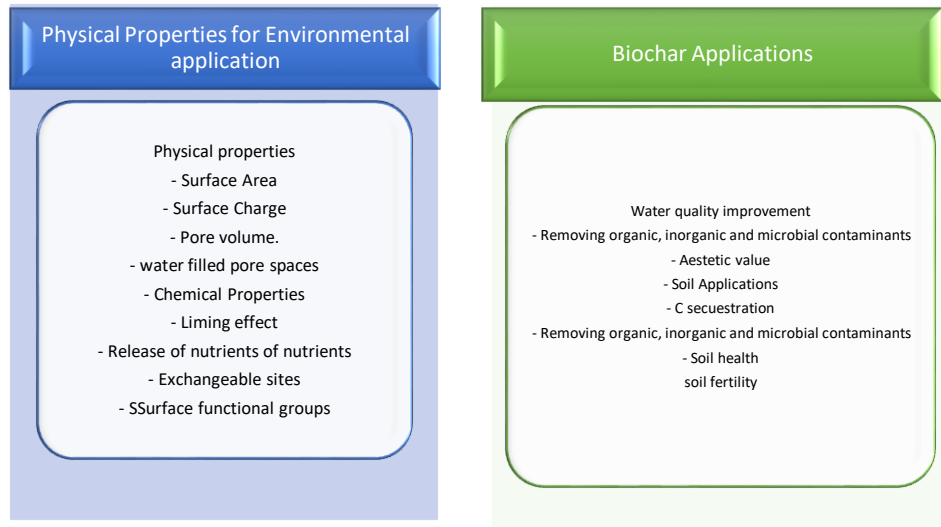 Physical Properties for Environmental
application
Physical properties
- Surface Area
- Surface Charge
- Pore volume.
- water filled pore spaces
- Chemical Properties
- Liming effect
- Release of nutrients of nutrients
- Exchangeable sites
- SSurface functional groups
Biochar Applications
Water quality improvement
- Removing organic, inorganic and microbial contaminants
- Aestetic value
- Soil Applications
- C secuestration
- Removing organic, inorganic and microbial contaminants
- Soil health
soil fertility